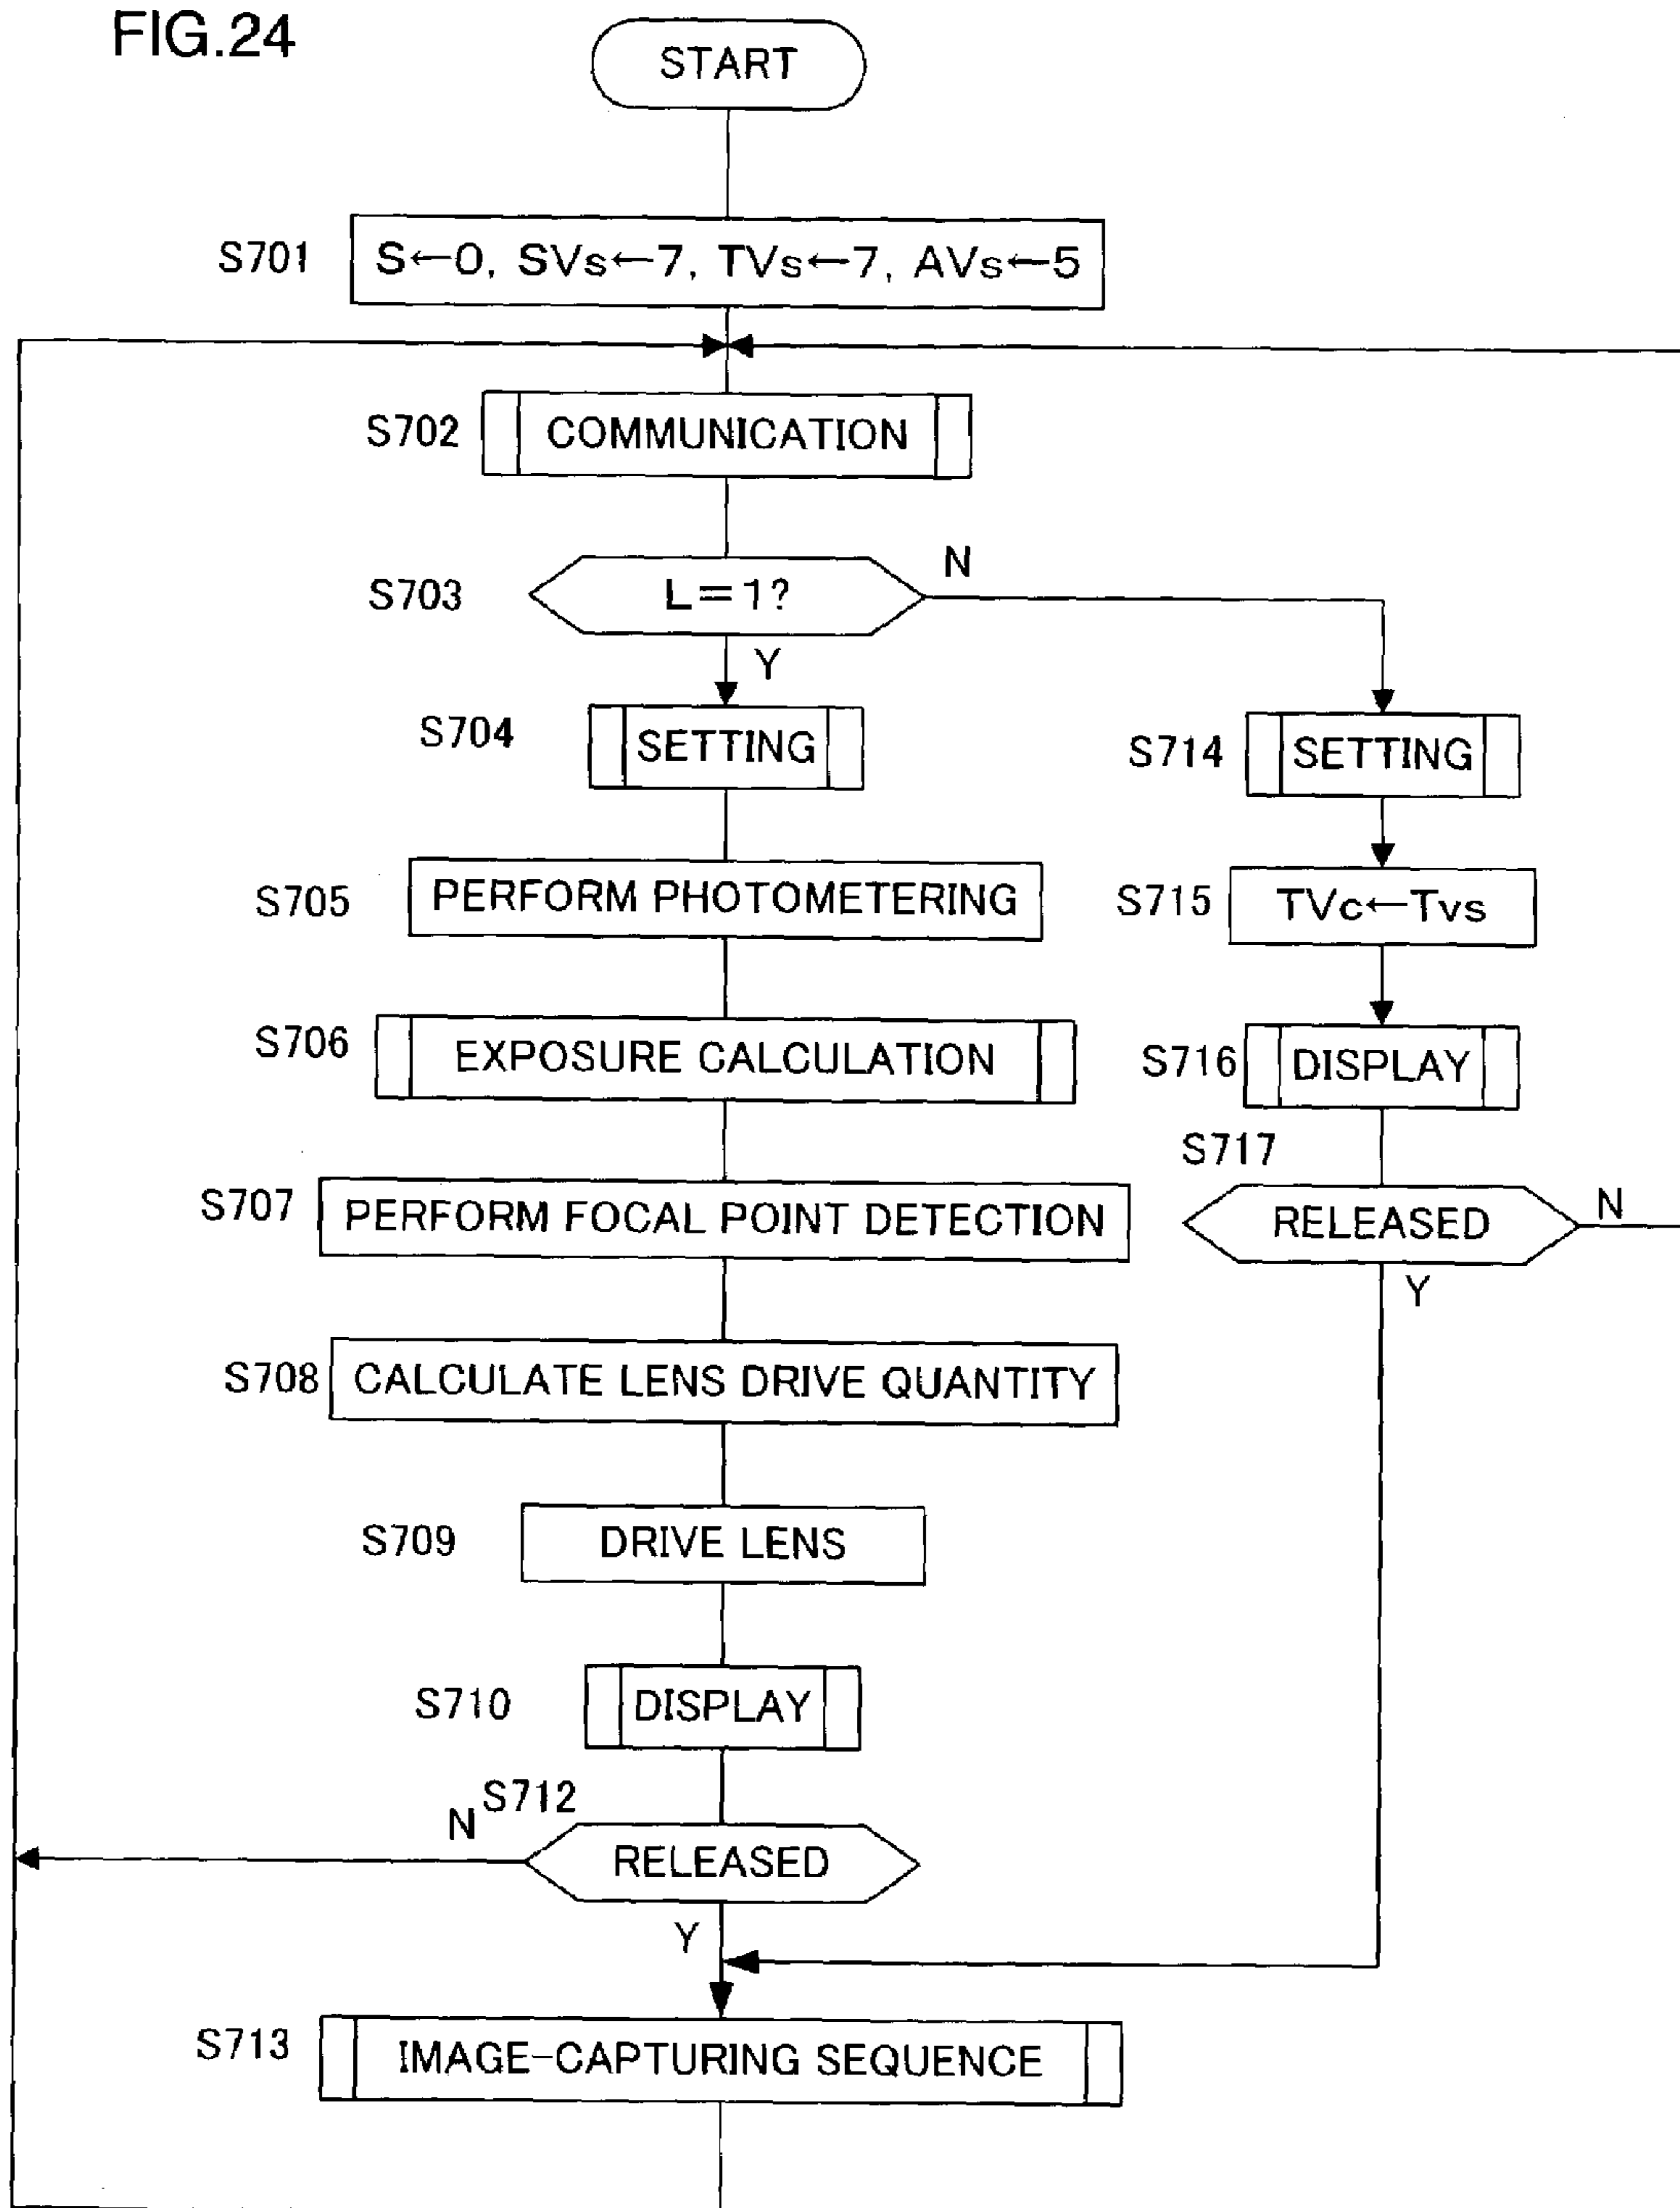 FIG.24
START
S701 S←0, SVs←7, TVs←7, AVs←5
S702 COMMUNICATION
S703 L=1? N
Y
S704 SETTING
S705 PERFORM PHOTOMETERING
S706 EXPOSURE CALCULATION
S707 PERFORM FOCAL POINT DETECTION
S708 CALCULATE LENS DRIVE QUANTITY
S709 DRIVE LENS
S710 DISPLAY
S712
N RELEASED
Y
S713 IMAGE-CAPTURING SEQUENCE
S714 SETTING
S715 TVc←Tvs
S716 DISPLAY
S717
RELEASED N
Y